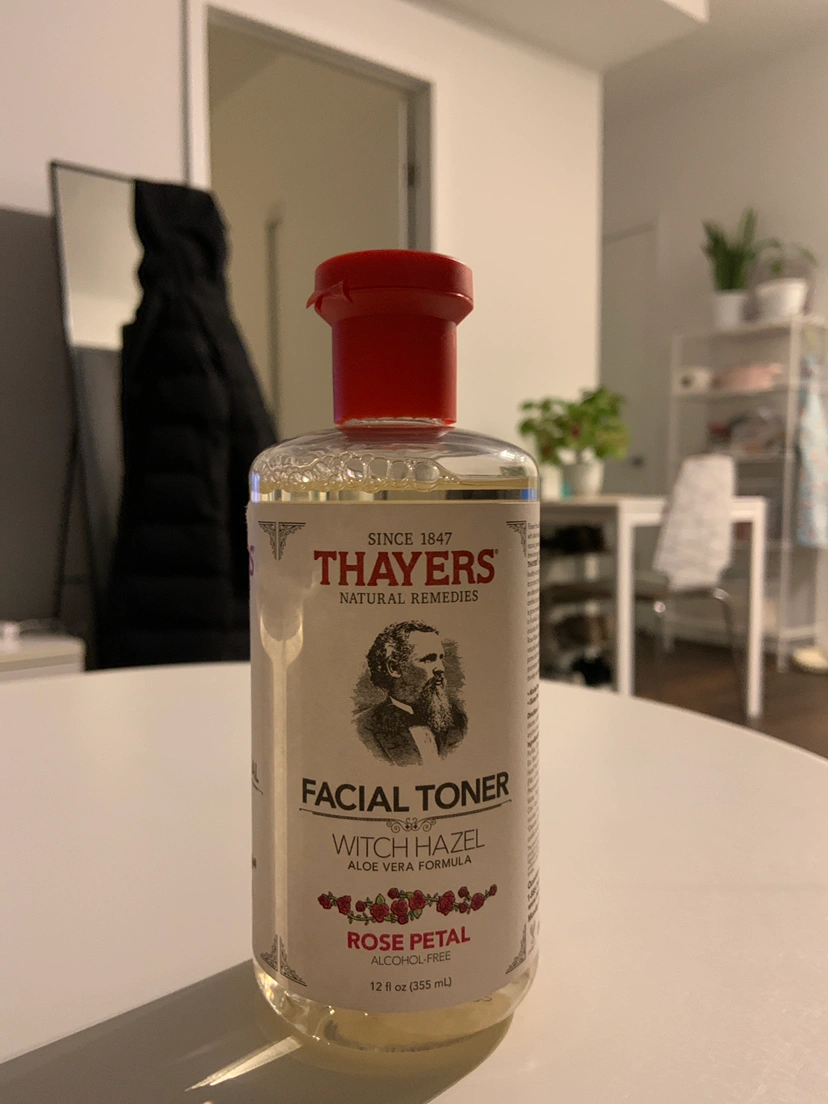 SINCE 1847
THAYERS
NATURAL REMEDIES
FACIAL TONER
WITCH HAZEL
ALOE VERA FORMULA
ROSE PETAL
ALCOHOL-FREE
12 fl oz (355 mL)